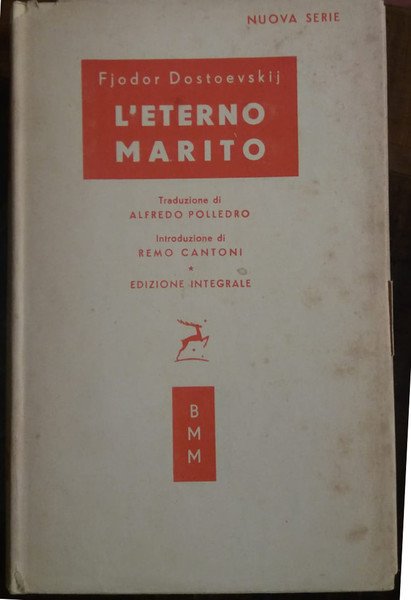 NUOVA SERIE
Fjodor Dostoevskij
L'ETERNO
MARITO
Traduzione di
ALFREDO POLLEDRO
Introduzione di
REMO CANTONI
*
EDIZIONE INTEGRALE
B
M
M